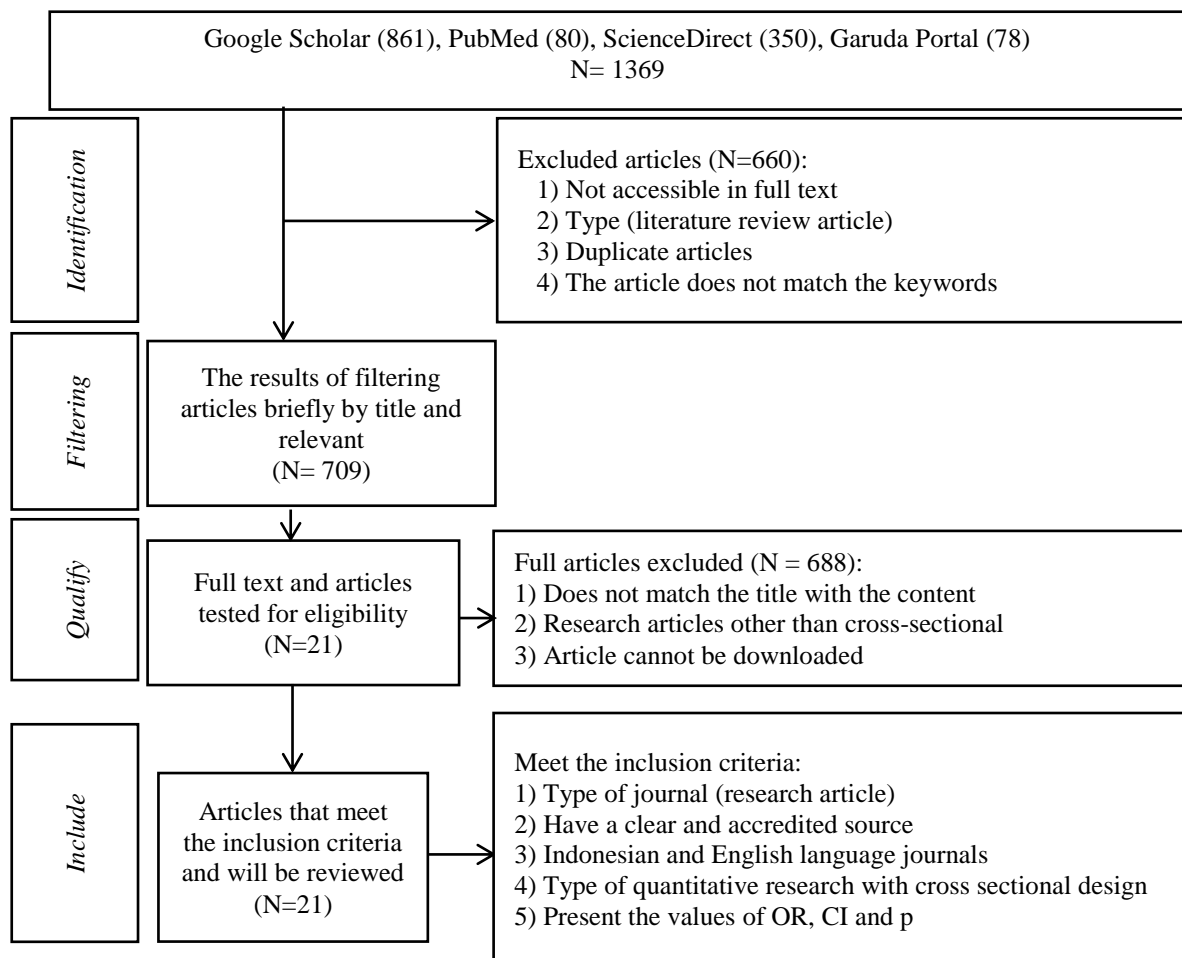 Google Scholar (861), PubMed (80), ScienceDirect (350), Garuda Portal (78)
N= 1369
Identification
Excluded articles (N=660):
1) Not accessible in full text
2) Type (literature review article)
3) Duplicate articles
4) The article does not match the keywords
Filtering
The results of filtering
articles briefly by title and
relevant
(N= 709)
Qualify
Full text and articles
tested for eligibility
(N=21)
Full articles excluded (N = 688):
1) Does not match the title with the content
2) Research articles other than cross-sectional
3) Article cannot be downloaded
Include
Articles that meet
the inclusion criteria
and will be reviewed
(N=21)
Meet the inclusion criteria:
1) Type of journal (research article)
2) Have a clear and accredited source
3) Indonesian and English language journals
4) Type of quantitative research with cross sectional design
5) Present the values of OR, CI and p